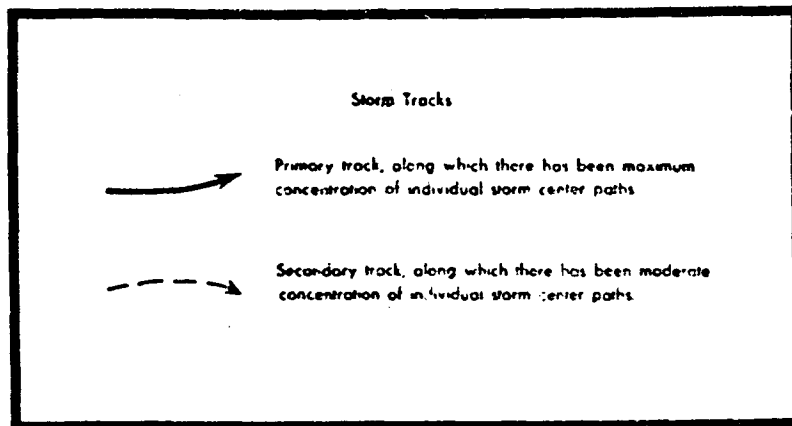 Storm Tracks
Primary track, along which there has been maximum
concentration of individual storm center paths
Secondary track, along which there has been moderate
concentration of individual storm center paths.